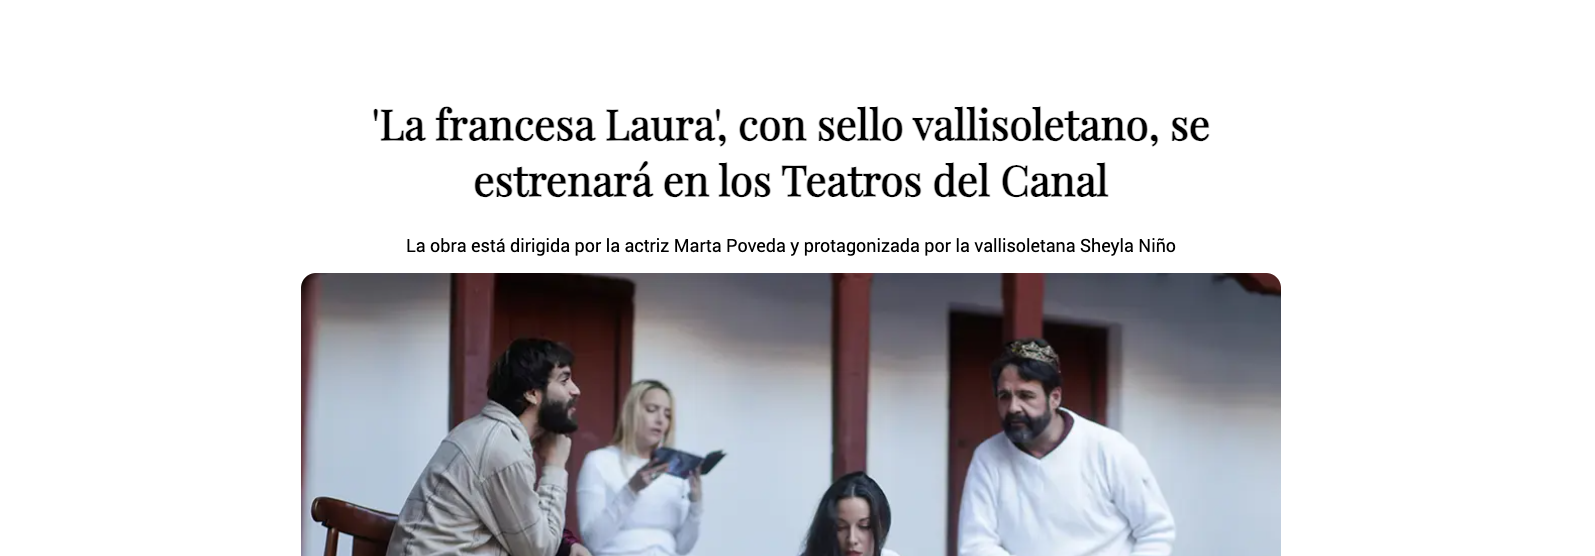 'La francesa Laura', con sello vallisoletano, se
estrenará en los Teatros del Canal
La obra está dirigida por la actriz Marta Poveda y protagonizada por la vallisoletana Sheyla Niño